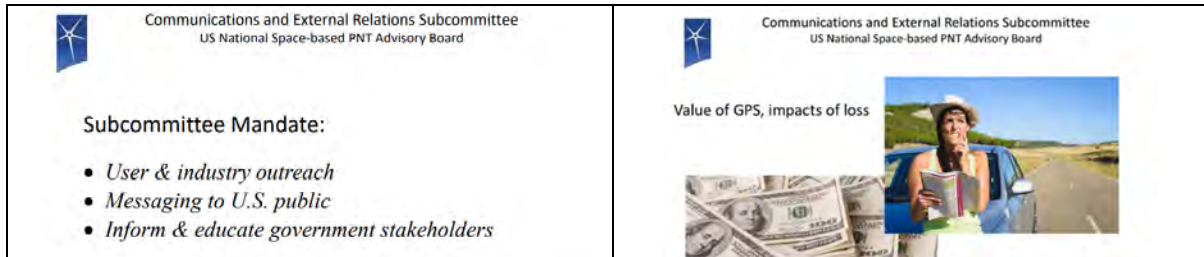 Communications and External Relations Subcommittee
US National Space-based PNT Advisory Board
Subcommittee Mandate:
• User & industry outreach
• Messaging to U.S. public
• Inform & educate government stakeholders
Communications and External Relations Subcommittee
US National Space-based PNT Advisory Board
Value of GPS, impacts of loss